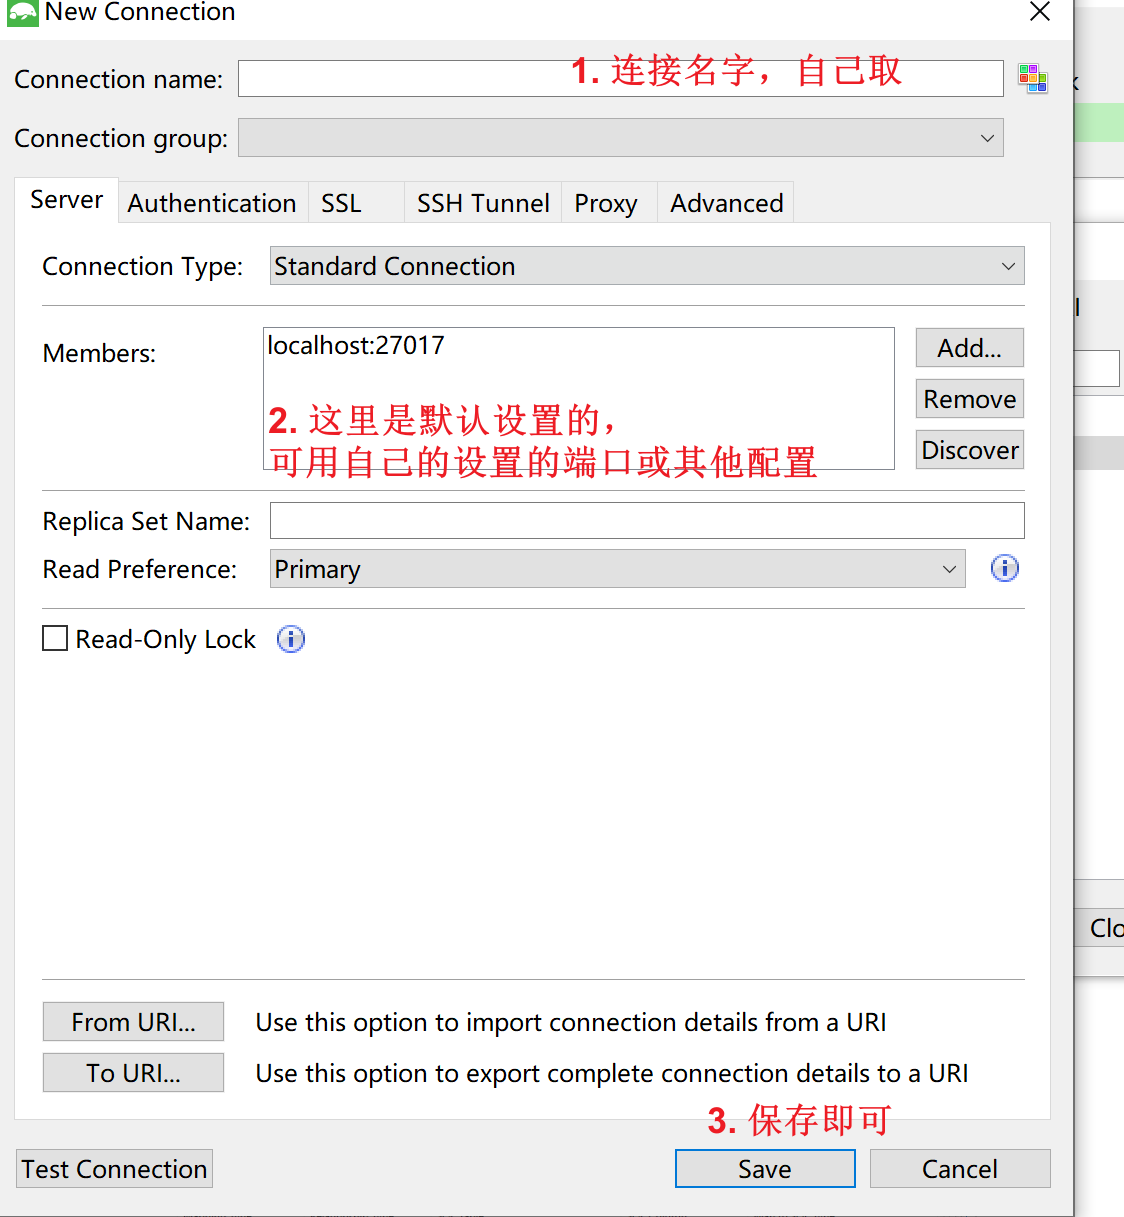 New Connection
Connection name:
1. 连接名字，自己取
Connection group:
Server Authentication SSL SSH Tunnel Proxy Advanced
Connection Type: Standard Connection
Members: localhost:27017 Add...
Remove
2. 这里是默认设置的，
可用自己的设置的端口或其他配置
Discover
Replica Set Name:
Read Preference: Primary
Read-Only Lock
From URI... Use this option to import connection details from a URI
To URI... Use this option to export complete connection details to a URI
3. 保存即可
Test Connection Save Cancel